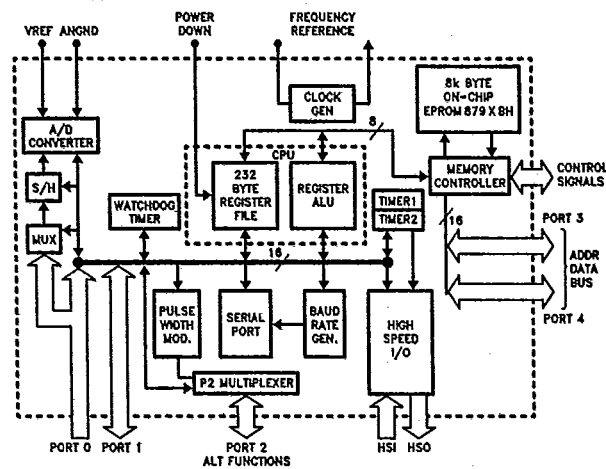 VREF ANGND
POWER
DOWN
FREQUENCY
REFERENCE
CLOCK
GEN
8k BYTE
ON-CHIP
EPROM 879 X BH
A/D
CONVERTER
8
CPU
S/H
232
BYTE
REGISTER
FILE
REGISTER
ALU
MEMORY
CONTROLLER
CONTROL
SIGNALS
WATCHDOG
TIMER
TIMER1
TIMER2
MUX
16
PORT 3
16
ADDR
DATA
BUS
PORT 4
PULSE
WIDTH
MOD.
SERIAL
PORT
BAUD
RATE
GEN.
HIGH
SPEED
I/O
P2 MULTIPLEXER
PORT 0
PORT 1
PORT 2
ALT FUNCTIONS
HSI
HSO